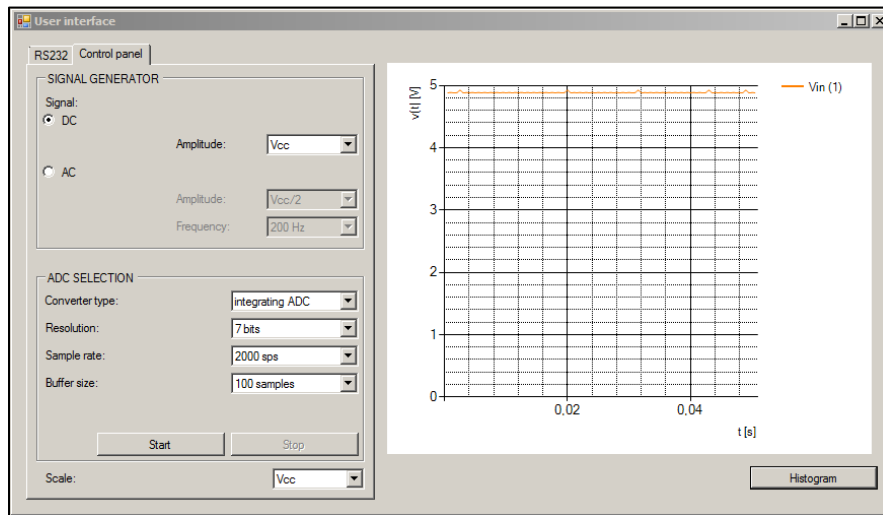 User interface
RS232 Control panel
SIGNAL GENERATOR
Signal:
DC
Amplitude: Vcc
AC
Amplitude: Vcc/2
Frequency: 200 Hz
ADC SELECTION
Converter type: integrating ADC
Resolution: 7 bits
Sample rate: 2000 sps
Buffer size: 100 samples
Start Stop
Scale: Vcc
v(t) [V]
5
4
3
2
1
0
0,02 0,04
t [s]
Vin (1)
Histogram